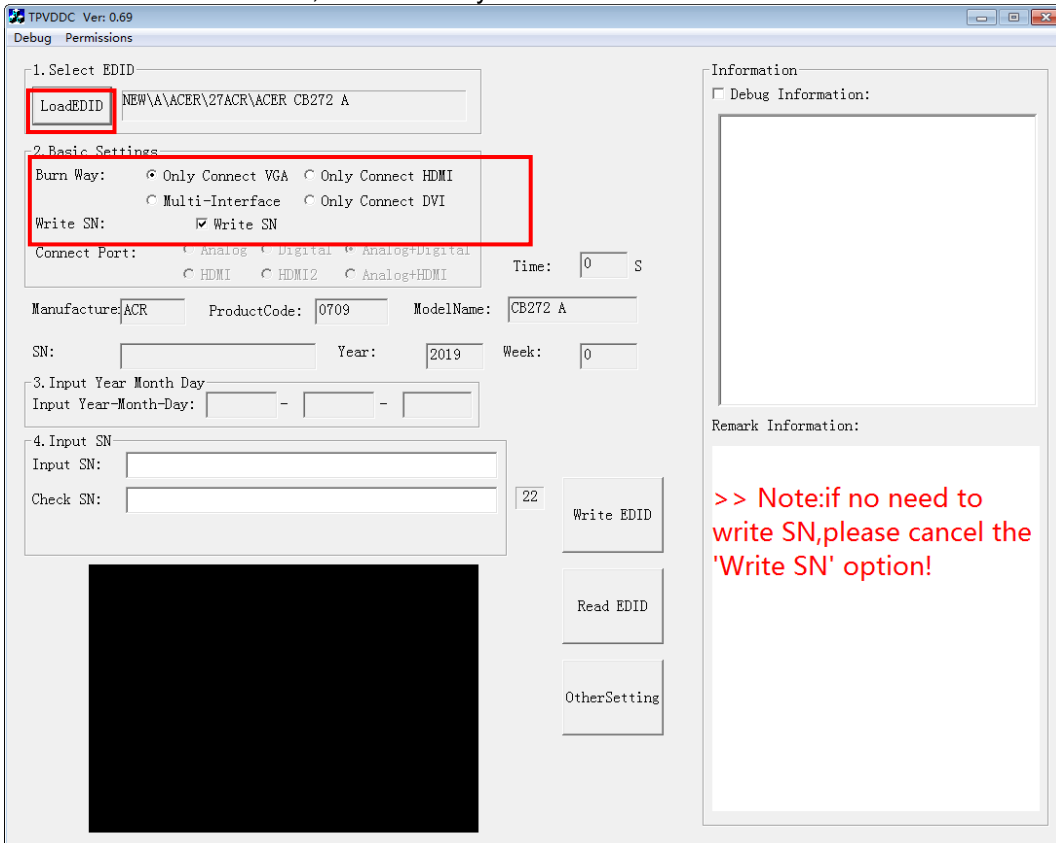 TPVDDC Ver: 0.69
Debug Permissions
1. Select EDID
LoadEDID NEW\A\ACER\27ACR\ACER CB272 A
2. Basic Settings
Burn Way: Only Connect VGA Only Connect HDMI
Multi-Interface Only Connect DVI
Write SN: Write SN
Connect Port: Analog Digital Analog+Digital
HDMI HDMI2 Analog+HDMI
Time: 0 S
Manufacture: ACR ProductCode: 0709 ModelName: CB272 A
SN: Year: 2019 Week: 0
3. Input Year Month Day
Input Year-Month-Day: - -
4. Input SN
Input SN:
Check SN: 22
Write EDID
Read EDID
OtherSetting
Information
Debug Information:
Remark Information:
>> Note:if no need to
write SN,please cancel the
'Write SN' option!